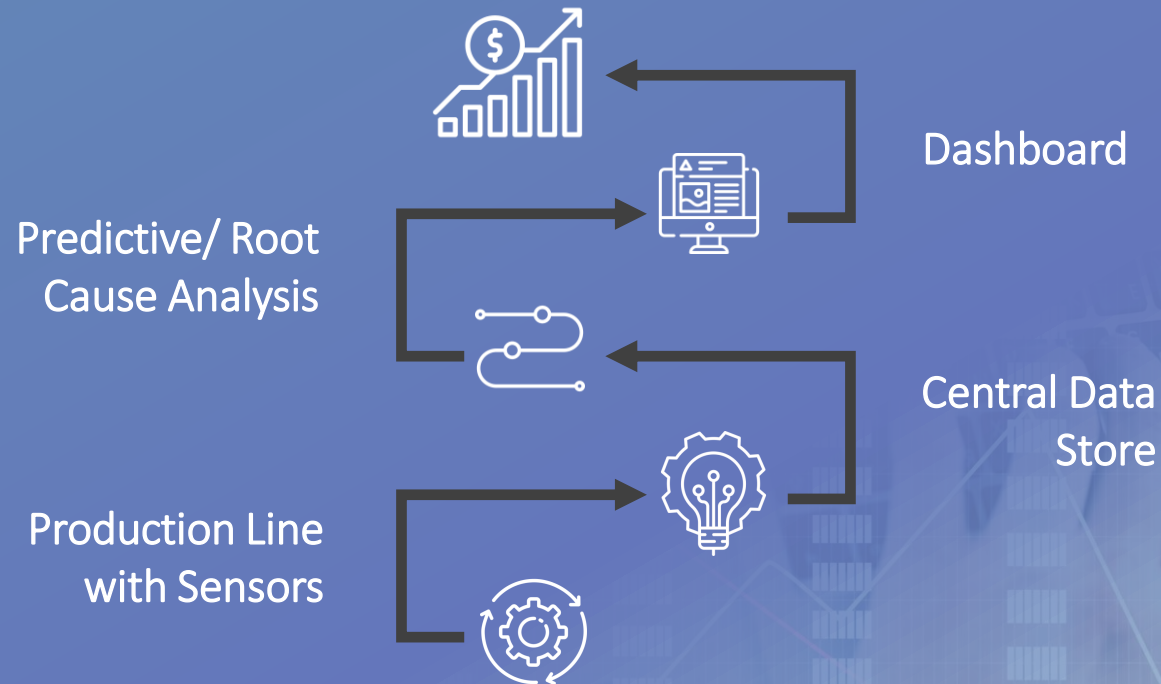 Dashboard
Predictive/ Root
Cause Analysis
Central Data
Store
Production Line
with Sensors
$